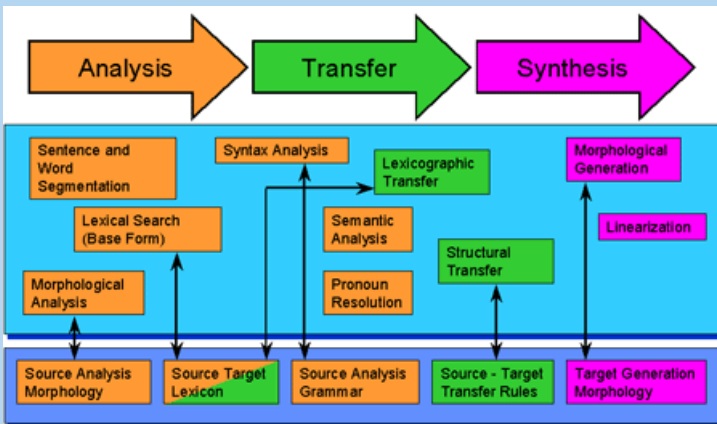 Analysis
Transfer
Synthesis
Sentence and
Word
Segmentation
Syntax Analysis
Lexicographic
Transfer
Morphological
Generation
Lexical Search
(Base Form)
Semantic
Analysis
Linearization
Structural
Transfer
Morphological
Analysis
Pronoun
Resolution
Source Analysis
Morphology
Source Target
Lexicon
Source Analysis
Grammar
Source - Target
Transfer Rules
Target Generation
Morphology